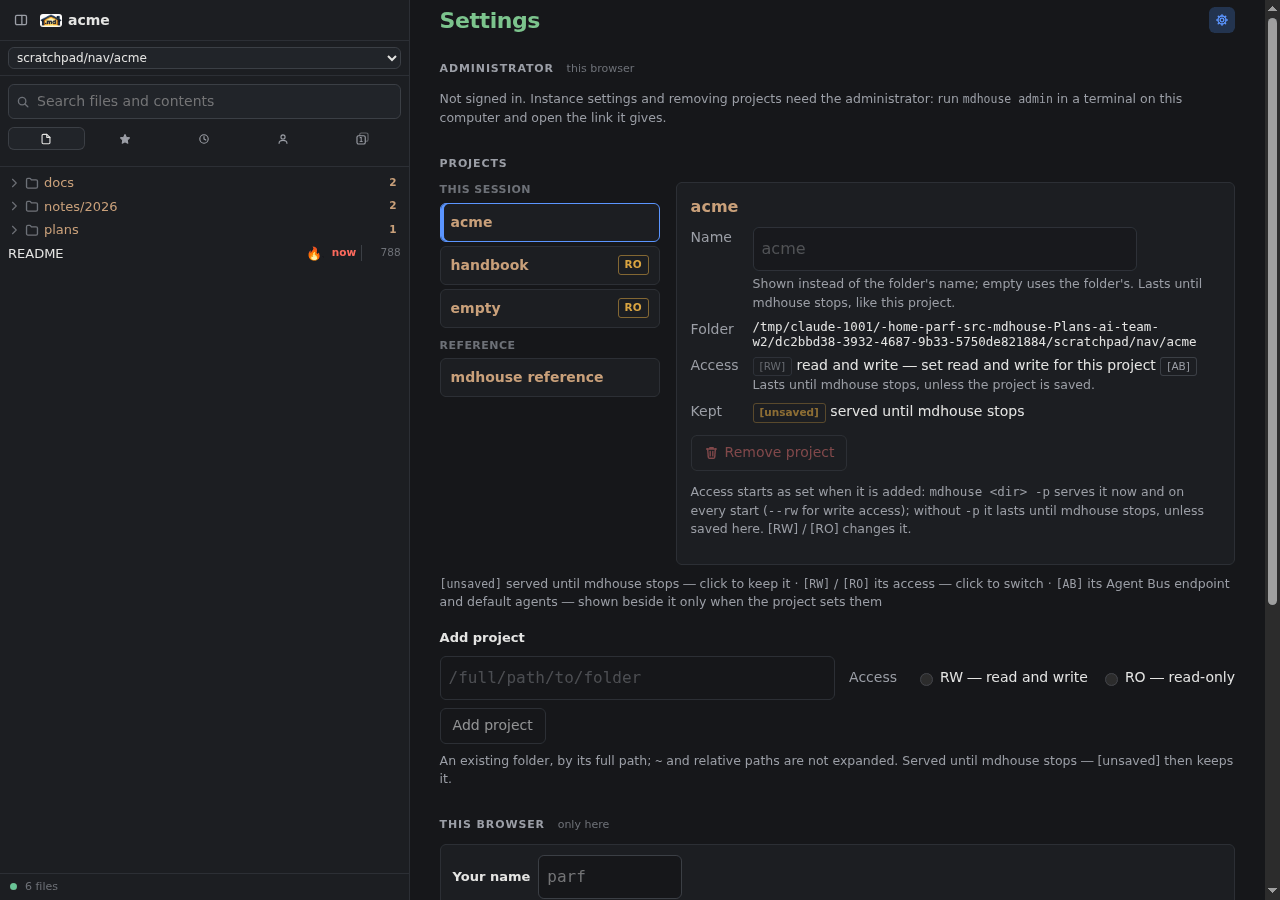 acme
scratchpad/nav/acme
Search files and contents
1
docs 2
notes/2026 2
plans 1
README 🔥 now 788
6 files
Settings
ADMINISTRATOR this browser
Not signed in. Instance settings and removing projects need the administrator: run mdhouse admin in a terminal on this
computer and open the link it gives.
PROJECTS
THIS SESSION
acme
handbook RO
empty RO
REFERENCE
mdhouse reference
acme
Name acme
Shown instead of the folder's name; empty uses the folder's. Lasts until
mdhouse stops, like this project.
Folder /tmp/claude-1001/-home-parf-src-mdhouse-Plans-ai-team-
w2/dc2bbd38-3932-4687-9b33-5750de821884/scratchpad/nav/acme
Access [RW] read and write — set read and write for this project [AB]
Lasts until mdhouse stops, unless the project is saved.
Kept [unsaved] served until mdhouse stops
Remove project
Access starts as set when it is added: mdhouse <dir> -p serves it now and on
every start (--rw for write access); without -p it lasts until mdhouse stops, unless
saved here. [RW] / [RO] changes it.
[unsaved] served until mdhouse stops — click to keep it · [RW] / [RO] its access — click to switch · [AB] its Agent Bus endpoint
and default agents — shown beside it only when the project sets them
Add project
/full/path/to/folder Access RW — read and write RO — read-only
Add project
An existing folder, by its full path; ~ and relative paths are not expanded. Served until mdhouse stops — [unsaved] then keeps
it.
THIS BROWSER only here
Your name parf